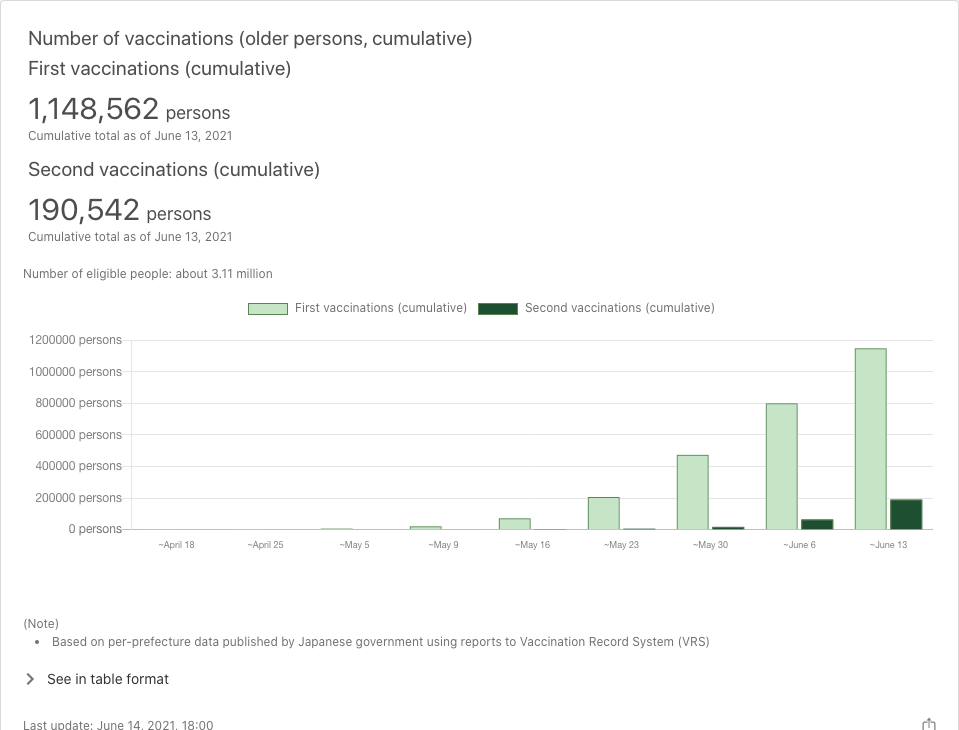 Number of vaccinations (older persons, cumulative)
First vaccinations (cumulative)
1,148,562 persons
Cumulative total as of June 13, 2021
Second vaccinations (cumulative)
190,542 persons
Cumulative total as of June 13, 2021
Number of eligible people: about 3.11 million
First vaccinations (cumulative) Second vaccinations (cumulative)
1200000 persons
1000000 persons
800000 persons
600000 persons
400000 persons
200000 persons
0 persons
~April 18 ~April 25 ~May 5 ~May 9 ~May 16 ~May 23 ~May 30 ~June 6 ~June 13
(Note)
• Based on per-prefecture data published by Japanese government using reports to Vaccination Record System (VRS)
See in table format
Last update: June 14, 2021, 18:00